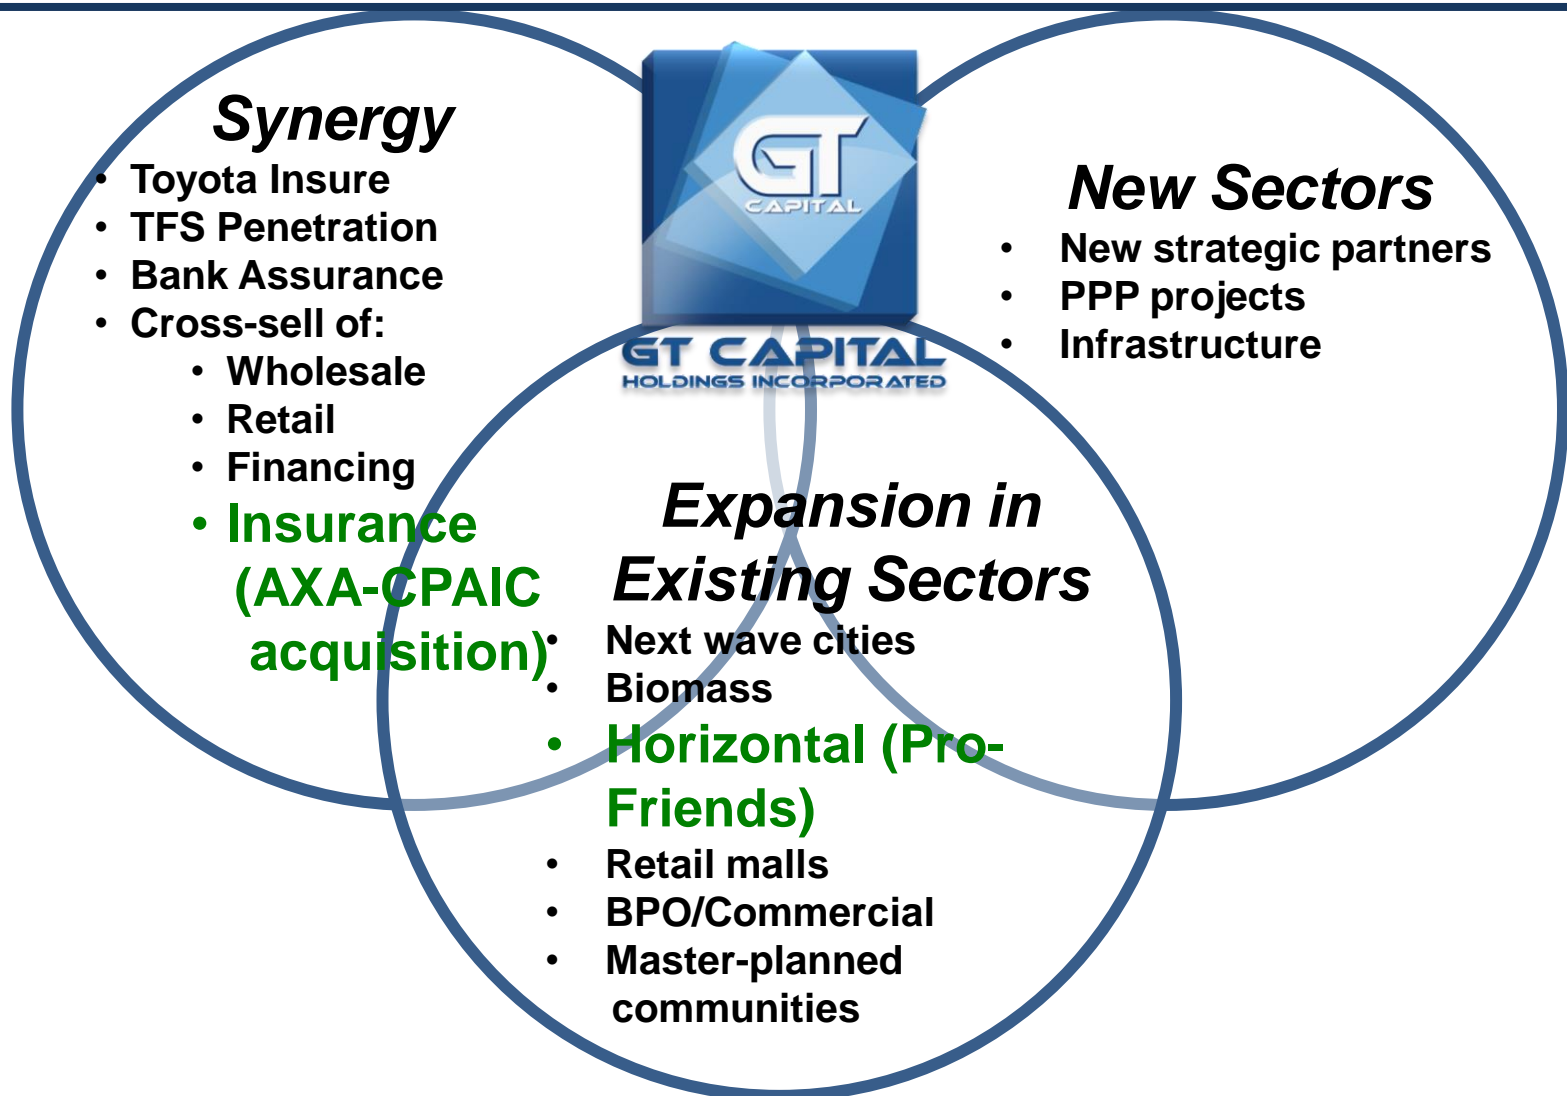 GT
CAPITAL
GT CAPITAL
HOLDINGS INCORPORATED
Synergy
• Toyota Insure
• TFS Penetration
• Bank Assurance
• Cross-sell of:
• Wholesale
• Retail
• Financing
• Insurance
(AXA-CPAIC
acquisition)
New Sectors
• New strategic partners
• PPP projects
• Infrastructure
Expansion in
Existing Sectors
• Next wave cities
• Biomass
• Horizontal (Pro-
Friends)
• Retail malls
• BPO/Commercial
• Master-planned
communities